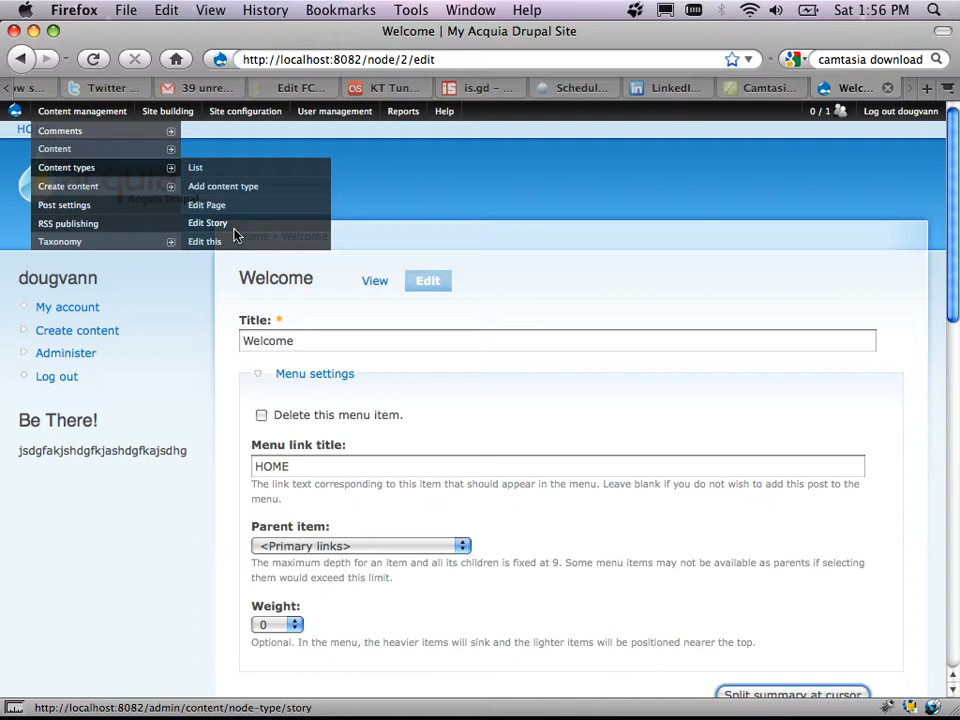 Firefox File Edit View History Bookmarks Tools Window Help Sat 1:56 PM
Welcome | My Acquia Drupal Site
http://localhost:8082/node/2/edit camtasia download
Twitter ... 39 unre... Edit FC... KT Tun... is.gd – ... Schedul... LinkedI... Camtas... Welc...
Content management Site building Site configuration User management Reports Help 0 / 1 Log out dougvann
Comments
Content
Content types List
Create content Add content type
Post settings Edit Page
RSS publishing Edit Story
Taxonomy Edit this
Acquia Drupal
Welcome
dougvann
My account
Create content
Administer
Log out
Be There!
jsdgfakjshdgfkjashdgfkajsdhg
Welcome View Edit
Title: *
Welcome
Menu settings
Delete this menu item.
Menu link title:
HOME
The link text corresponding to this item that should appear in the menu. Leave blank if you do not wish to add this post to the
menu.
Parent item:
<Primary links>
The maximum depth for an item and all its children is fixed at 9. Some menu items may not be available as parents if selecting
them would exceed this limit.
Weight:
0
Optional. In the menu, the heavier items will sink and the lighter items will be positioned nearer the top.
Split summary at cursor
http://localhost:8082/admin/content/node-type/story